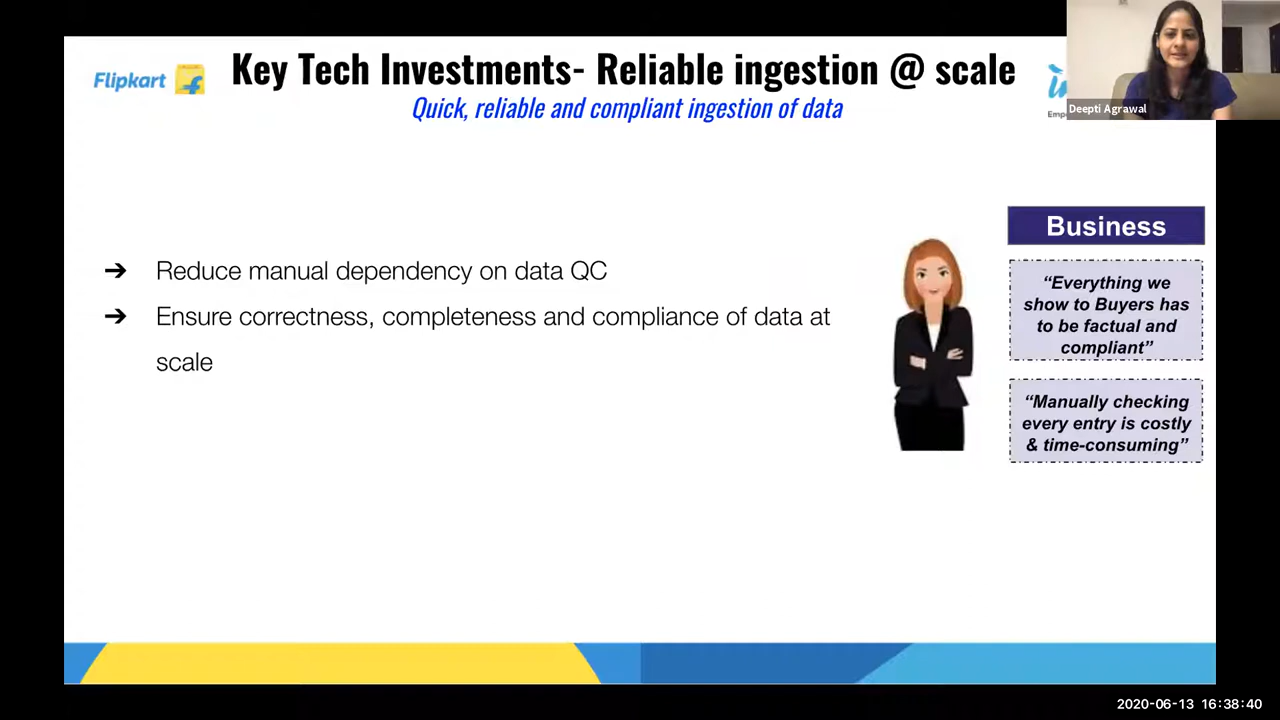 Flipkart
Key Tech Investments- Reliable ingestion @ scale
Quick, reliable and compliant ingestion of data
Deepti Agrawal
Business
➔ Reduce manual dependency on data QC
➔ Ensure correctness, completeness and compliance of data at
scale
“Everything we
show to Buyers has
to be factual and
compliant”
“Manually checking
every entry is costly
& time-consuming”
2020-06-13 16:38:40